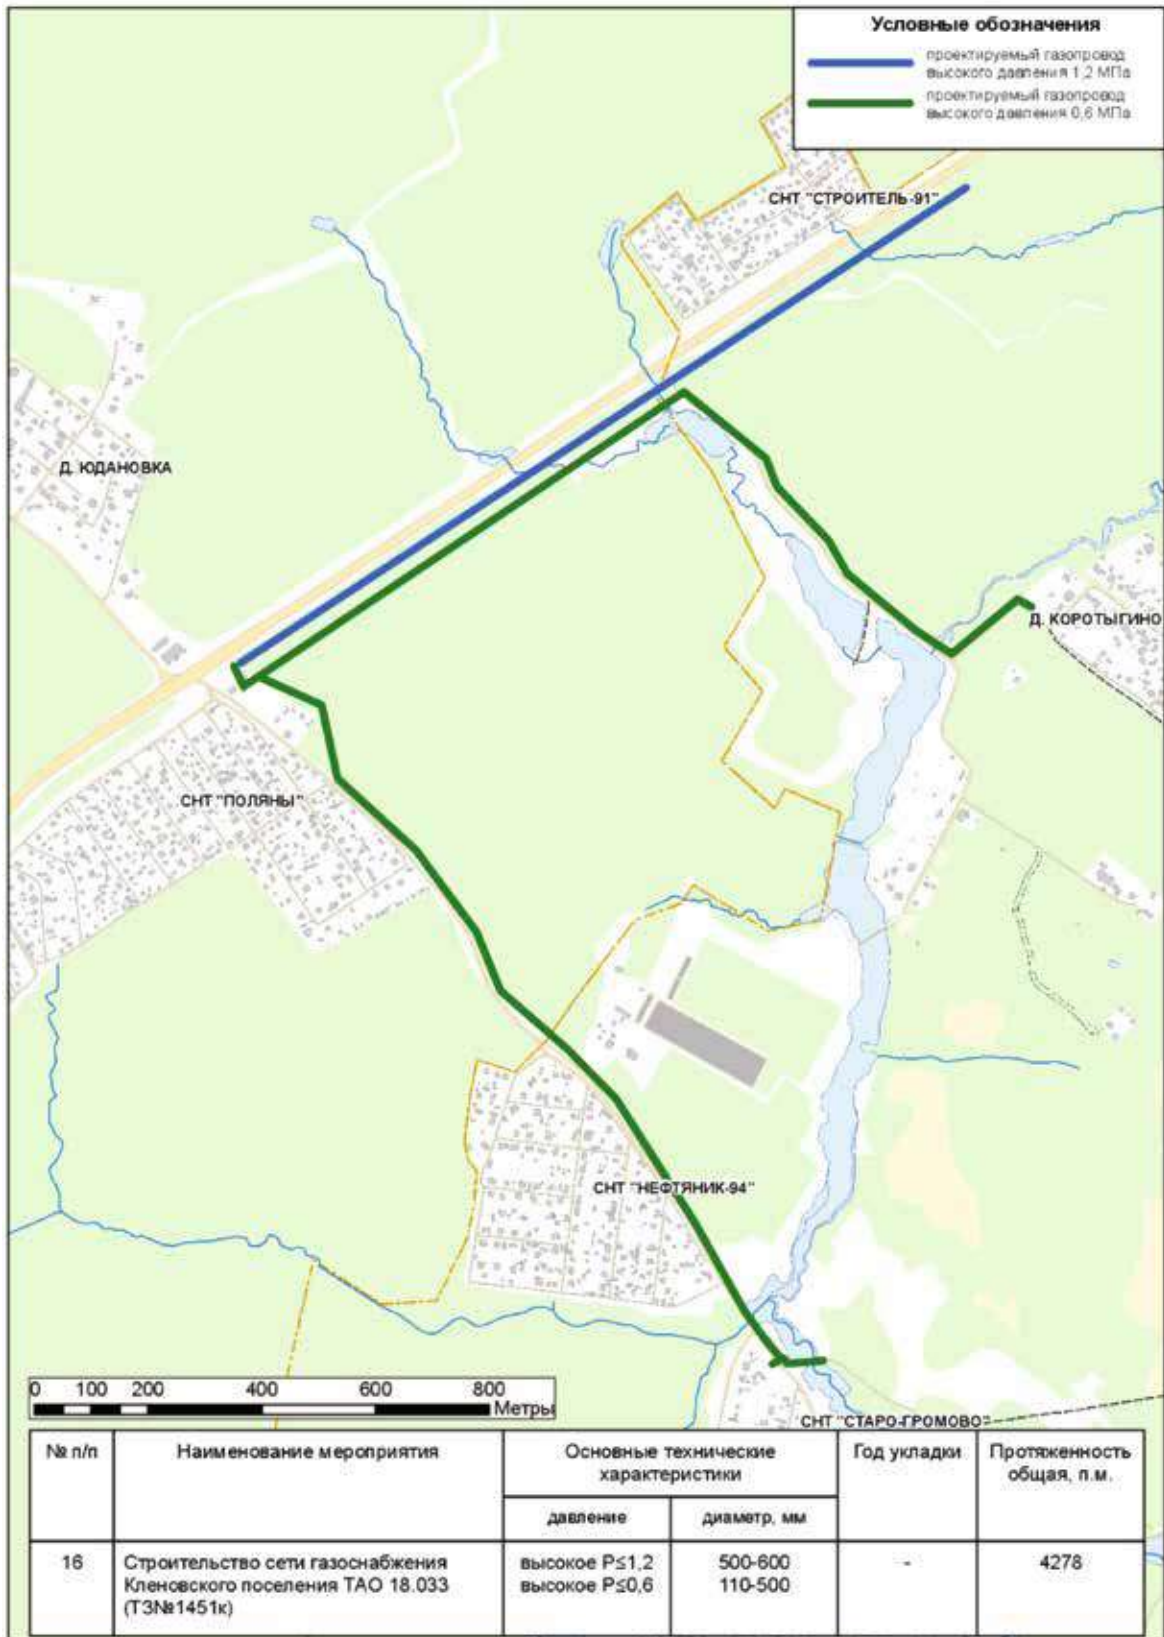 Условные обозначения
проектируемый газопровод
высокого давления 1,2 МПа
проектируемый газопровод
высокого давления 0,6 МПа
СНТ "СТРОИТЕЛЬ-91"
Д. ЮДАНОВКА
Д. КОРОТЫГИНО
СНТ "ПОЛЯНЫ"
СНТ "НЕФТЯНИК-94"
0 100 200 400 600 800
Метры
СНТ "СТАРО-ГРОМОВО"
№ п/п
Наименование мероприятия
Основные технические
характеристики
Год укладки
Протяженность
общая, п.м.
давление
диаметр, мм
16
Строительство сети газоснабжения
Кленовского поселения ТАО 18.033
(ТЗ№1451к)
высокое P≤1,2
высокое P≤0,6
500-600
110-500
-
4278